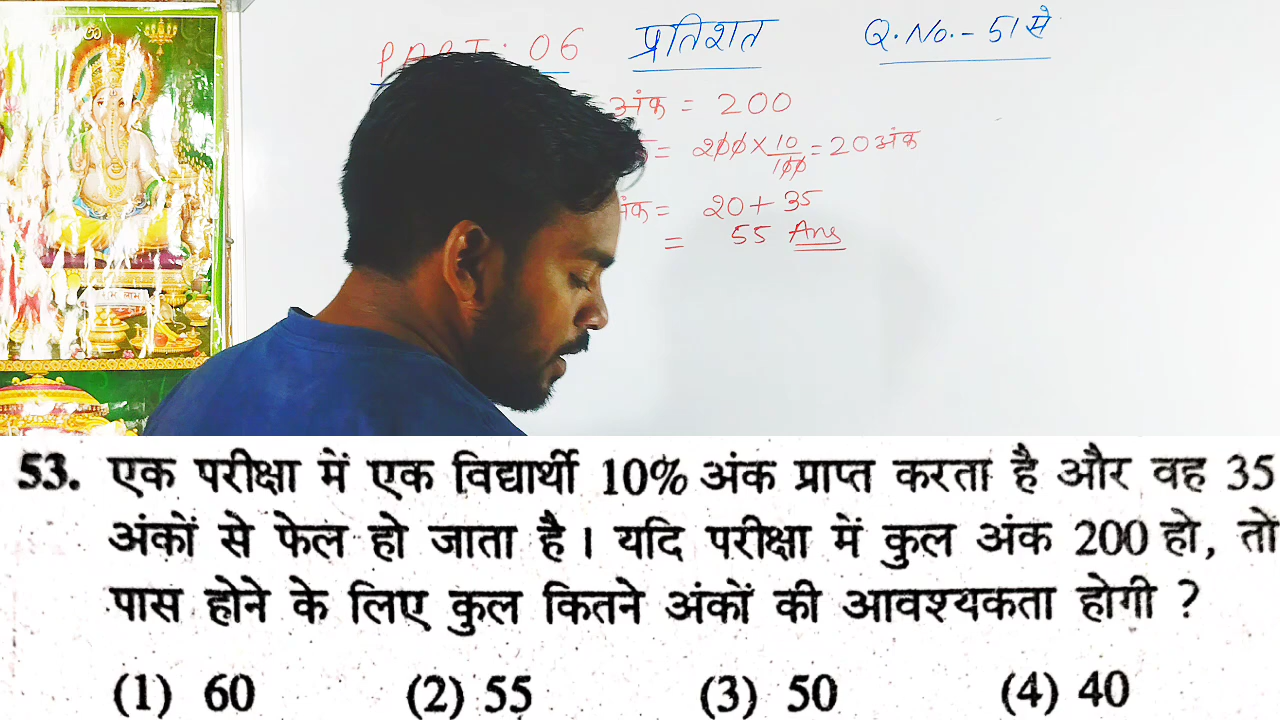 PART: 06 प्रतिशत Q. No. - 51 से
अंक = 200
= 200 × 10/100 = 20 अंक
= 20 + 35
= 55 Ans
53. एक परीक्षा में एक विद्यार्थी 10% अंक प्राप्त करता है और वह 35
अंकों से फेल हो जाता है। यदि परीक्षा में कुल अंक 200 हो, तो
पास होने के लिए कुल कितने अंकों की आवश्यकता होगी ?
(1) 60 (2) 55 (3) 50 (4) 40